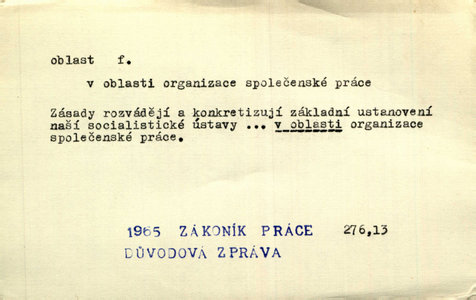 oblast f.
v oblasti organizace společenské práce
Zásady rozvádějí a konkretizují základní ustanovení
naší socialistické ústavy ... v oblasti organizace
společenské práce.
1965 ZÁKONÍK PRÁCE 276,13
DŮVODOVÁ ZPRÁVA